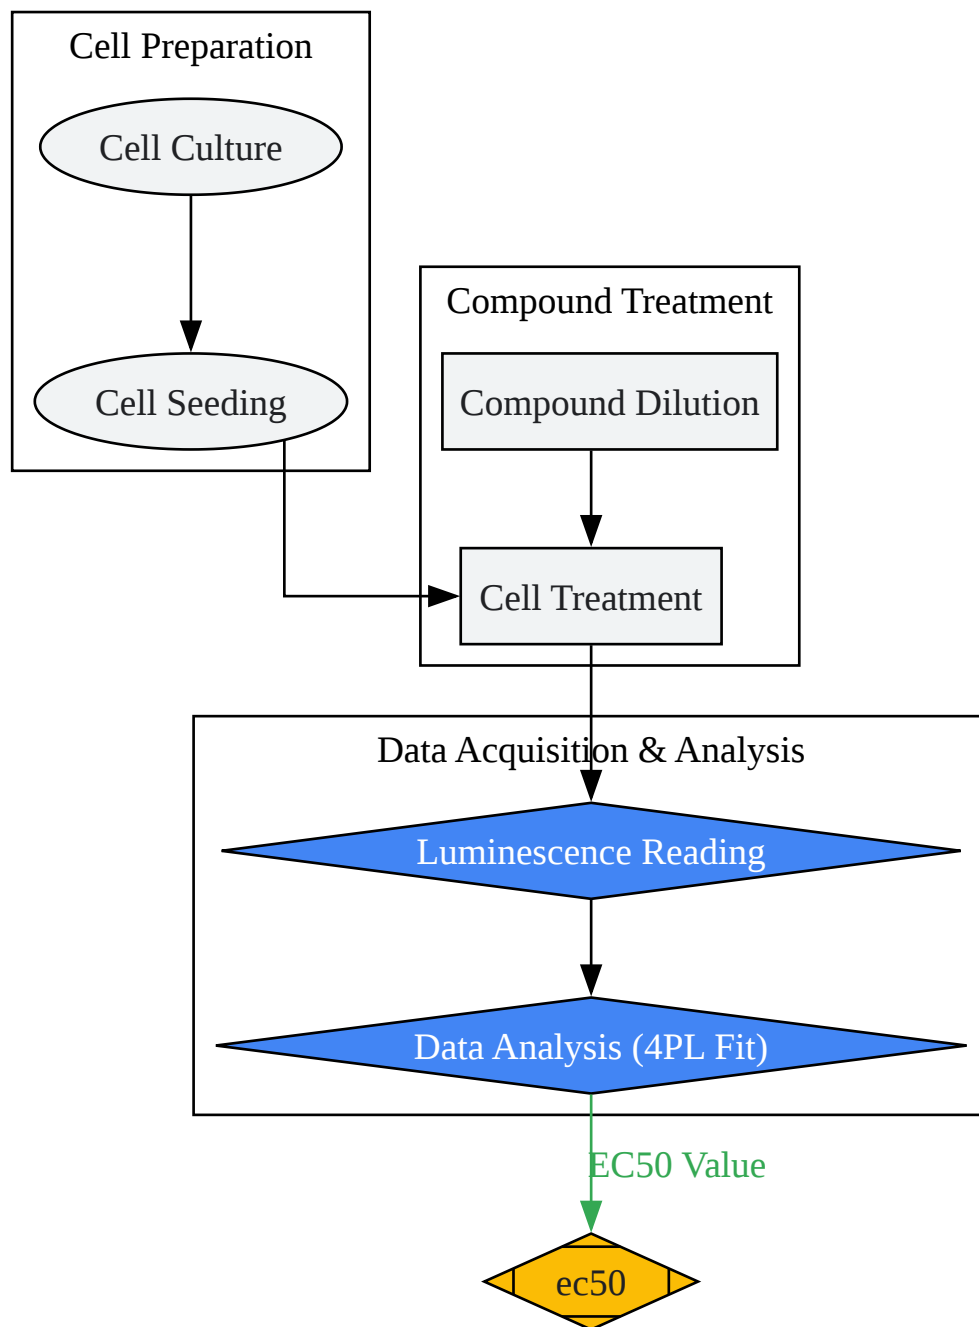 Cell Preparation
Cell Culture
Cell Seeding
Compound Treatment
Compound Dilution
Cell Treatment
Data Acquisition & Analysis
Luminescence Reading
Data Analysis (4PL Fit)
EC50 Value
ec50